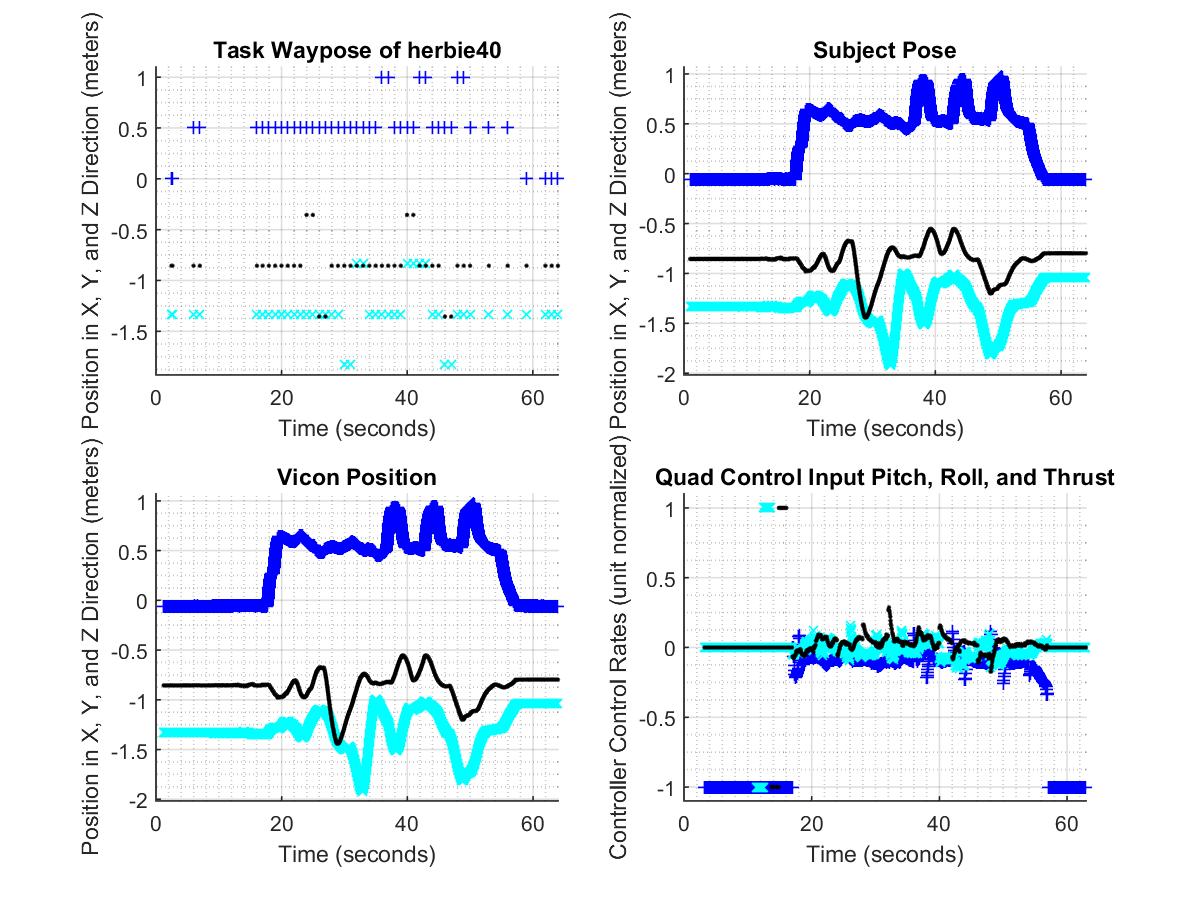 Task Waypose of herbie40
Position in X, Y, and Z Direction (meters)
1
0.5
0
-0.5
-1
-1.5
0 20 40 60
Time (seconds)
Subject Pose
Position in X, Y, and Z Direction (meters)
1
0.5
0
-0.5
-1
-1.5
-2
0 20 40 60
Time (seconds)
Vicon Position
Position in X, Y, and Z Direction (meters)
1
0.5
0
-0.5
-1
-1.5
-2
0 20 40 60
Time (seconds)
Quad Control Input Pitch, Roll, and Thrust
Controller Control Rates (unit normalized)
1
0.5
0
-0.5
-1
0 20 40 60
Time (seconds)